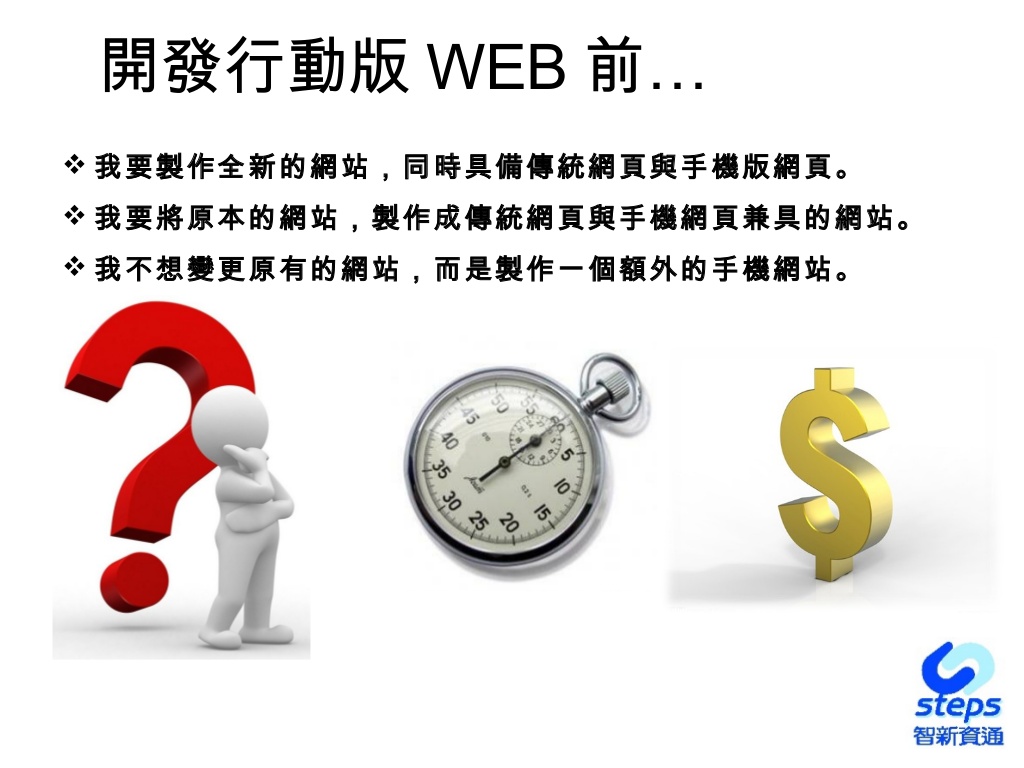 開發行動版 WEB 前…
❖ 我要製作全新的網站，同時具備傳統網頁與手機版網頁。
❖ 我要將原本的網站，製作成傳統網頁與手機網頁兼具的網站。
❖ 我不想變更原有的網站，而是製作一個額外的手機網站。
55
60
50
5
45
10
40
15
35
20
30
25
$
steps
智新資通